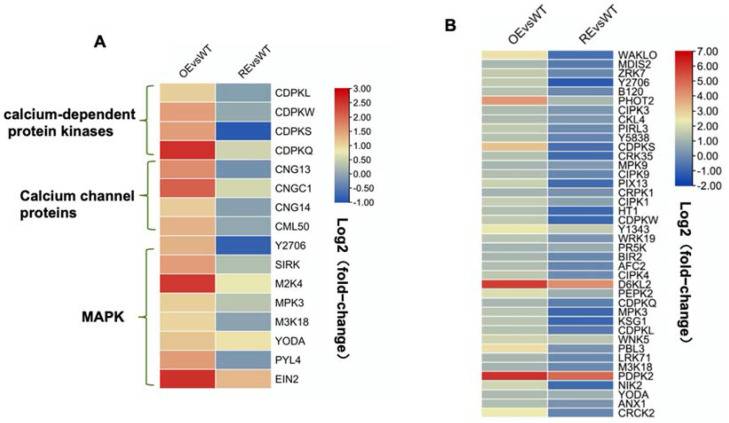 A
OEvsWT
REvsWT
calcium-dependent
protein kinases
Calcium channel
proteins
MAPK
CDPKL
CDPKW
CDPKS
CDPKQ
CNG13
CNGC1
CNG14
CML50
Y2706
SIRK
M2K4
MPK3
M3K18
YODA
PYL4
EIN2
3.00
2.50
2.00
1.50
1.00
0.50
0.00
-0.50
-1.00
Log2 (fold-change)
B
OEvsWT
REvsWT
WAKLO
MDIS2
ZRK7
Y2706
B120
PHOT2
CIPK3
CKL4
PIRL3
Y5838
CDPKS
CRK35
MPK9
CIPK9
PIX13
CRPK1
CIPK1
HT1
CDPKW
Y1343
WRK19
PR5K
BIR2
AFC2
CIPK4
D6KL2
PEPK2
CDPKQ
MPK3
KSG1
CDPKL
WNK5
PBL3
LRK71
M3K18
PDPK2
NIK2
YODA
ANX1
CRCK2
7.00
6.00
5.00
4.00
3.00
2.00
1.00
0.00
-1.00
-2.00
Log2 (fold-change)